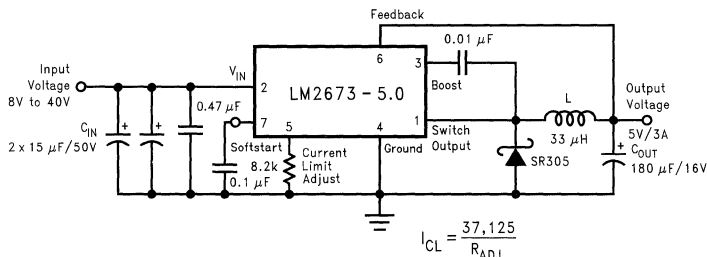 Feedback
6
0.01 μF
3
Boost
Input
Voltage
8V to 40V
V_IN
2
LM2673 - 5.0
C_IN
2 x 15 μF/50V
+
+
0.47 μF
7
Softstart
0.1 μF
5
8.2k
Current
Limit
Adjust
4
Ground
1
Switch
Output
L
33 μH
SR305
Output
Voltage
5V/3A
+
C_OUT
180 μF/16V
I_CL = 37,125 / R_ADJ